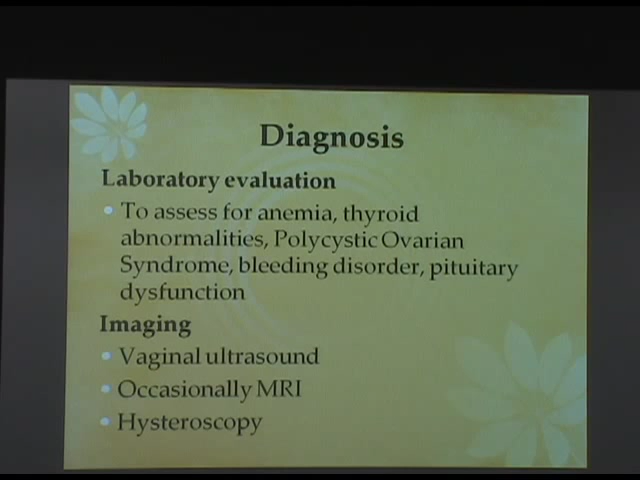 Diagnosis
Laboratory evaluation
• To assess for anemia, thyroid
abnormalities, Polycystic Ovarian
Syndrome, bleeding disorder, pituitary
dysfunction
Imaging
• Vaginal ultrasound
• Occasionally MRI
• Hysteroscopy